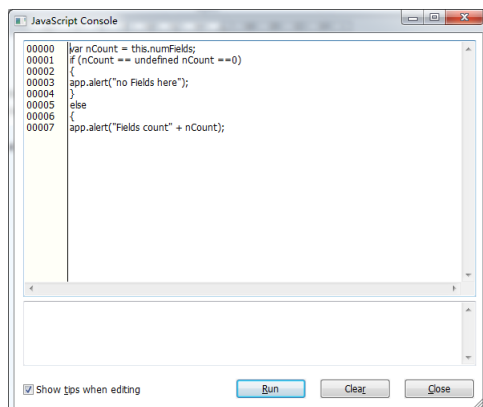 JavaScript Console
00000 var nCount = this.numFields;
00001 if (nCount == undefined nCount ==0)
00002 {
00003 app.alert("no Fields here");
00004 }
00005 else
00006 {
00007 app.alert("Fields count" + nCount);
Show tips when editing
Run
Clear
Close